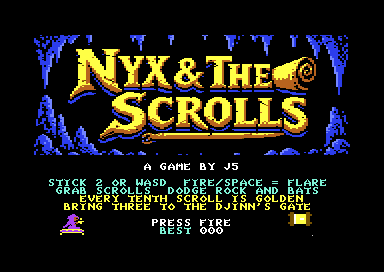 NYX & THE
SCROLLS
A GAME BY J5
STICK 2 OR WASD FIRE/SPACE = FLARE
GRAB SCROLLS DODGE ROCK AND BATS
EVERY TENTH SCROLL IS GOLDEN
BRING THREE TO THE DJINN'S GATE
PRESS FIRE
BEST 000